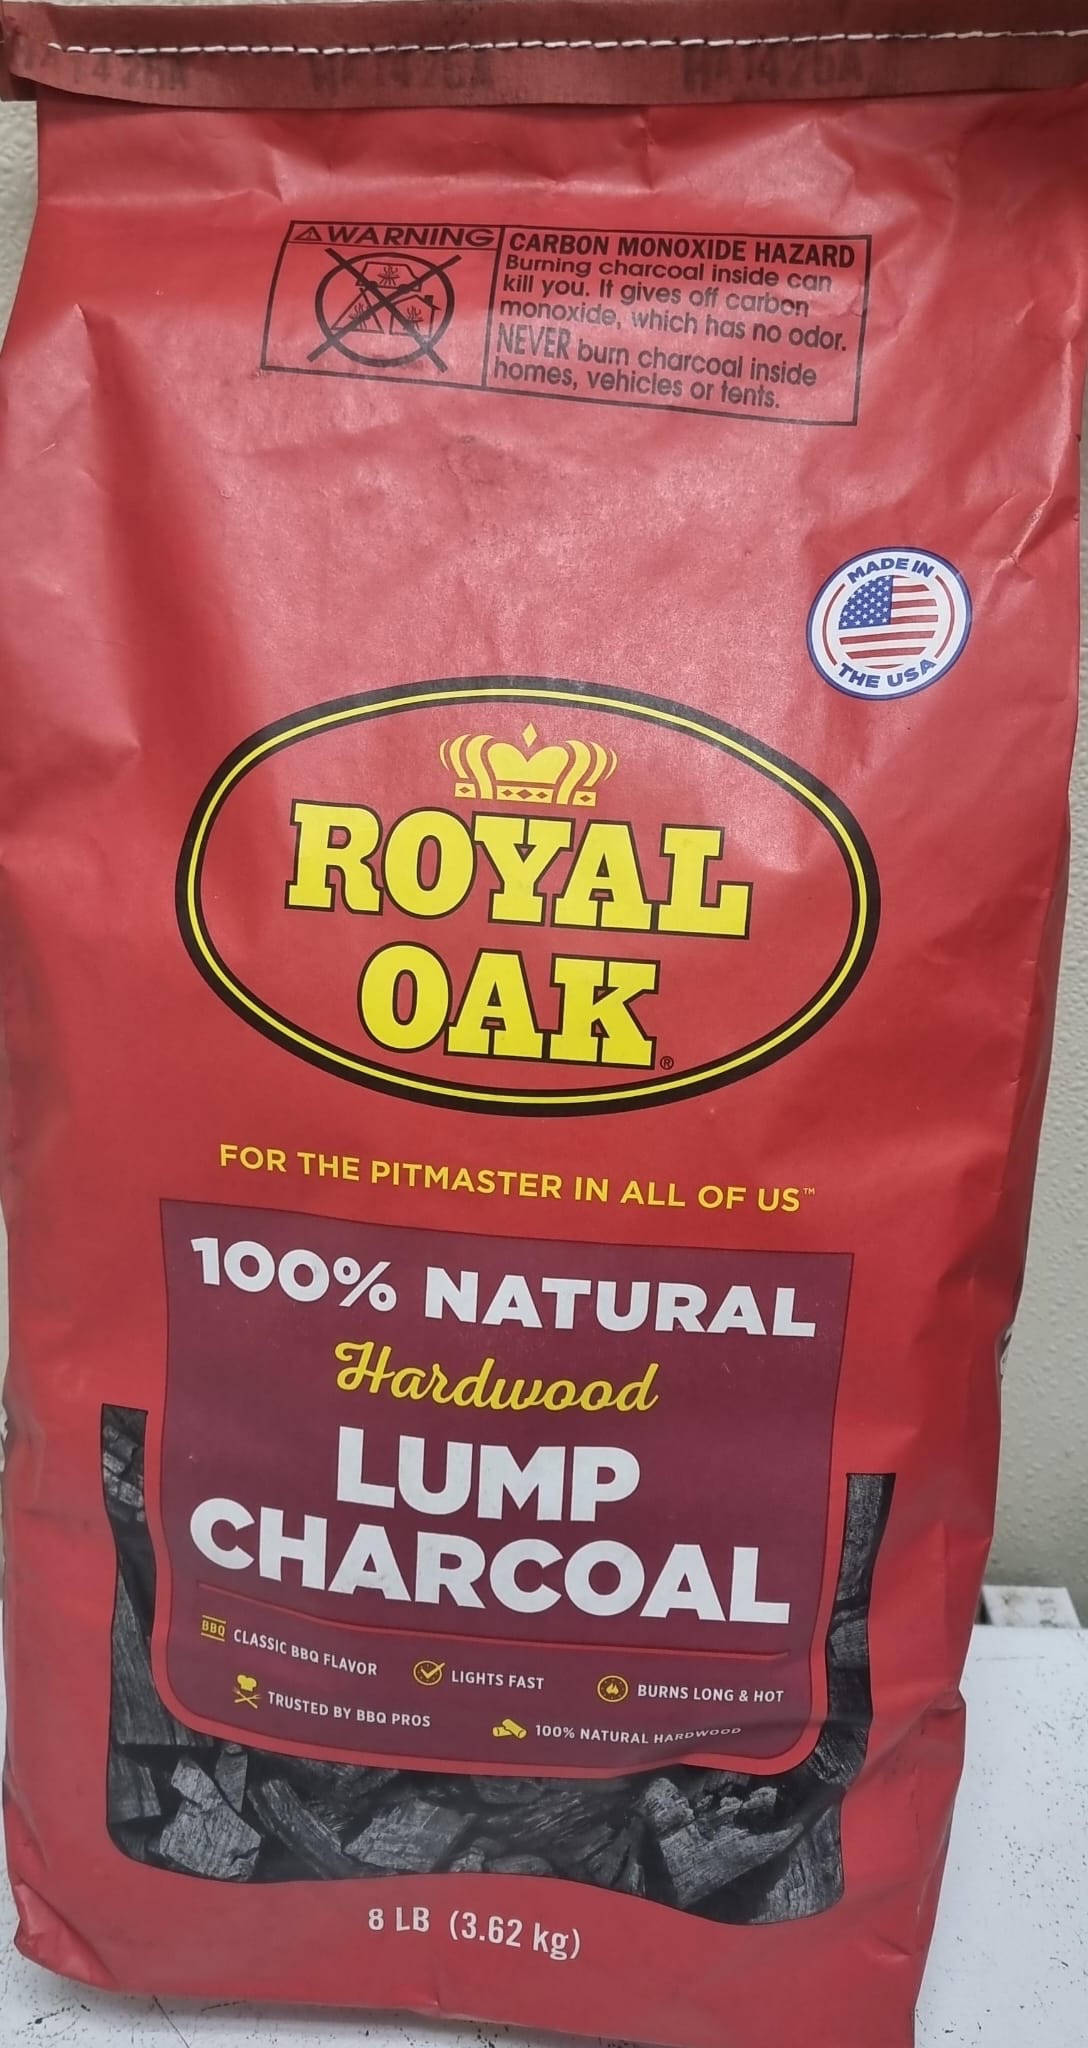 WARNING
CARBON MONOXIDE HAZARD
Burning charcoal inside can
kill you. It gives off carbon
monoxide, which has no odor.
NEVER burn charcoal inside
homes, vehicles or tents.
MADE IN
THE USA
ROYAL
OAK®
FOR THE PITMASTER IN ALL OF US™
100% NATURAL
Hardwood
LUMP
CHARCOAL
BBQ CLASSIC BBQ FLAVOR
LIGHTS FAST
BURNS LONG & HOT
TRUSTED BY BBQ PROS
100% NATURAL HARDWOOD
8 LB (3.62 kg)